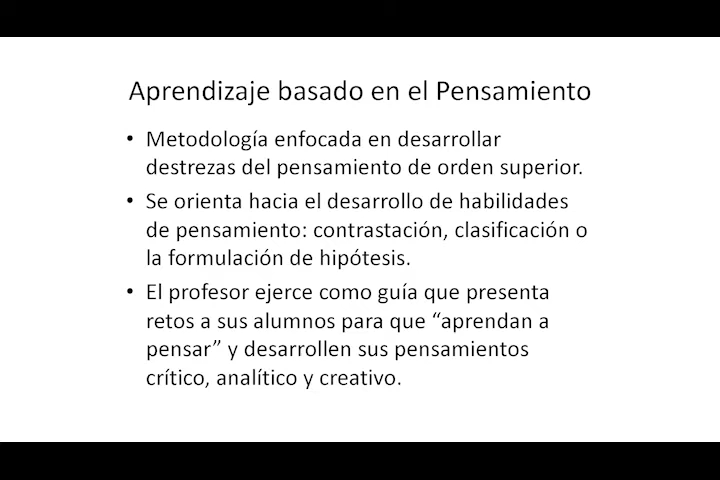 Aprendizaje basado en el Pensamiento
• Metodología enfocada en desarrollar
destrezas del pensamiento de orden superior.
• Se orienta hacia el desarrollo de habilidades
de pensamiento: contrastación, clasificación o
la formulación de hipótesis.
• El profesor ejerce como guía que presenta
retos a sus alumnos para que “aprendan a
pensar” y desarrollen sus pensamientos
crítico, analítico y creativo.